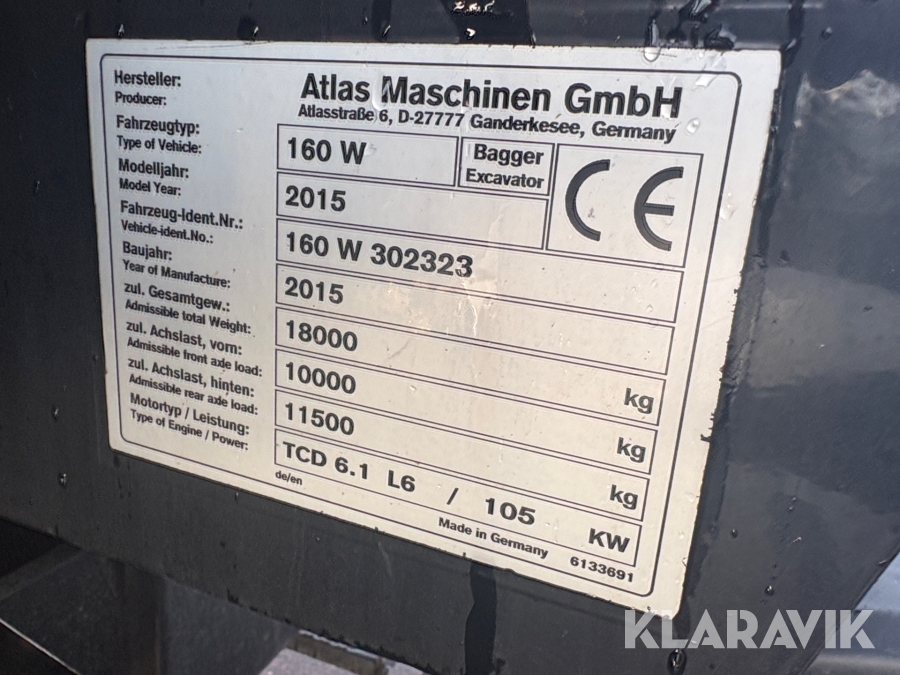 Hersteller:
Producer:
Atlas Maschinen GmbH
Atlasstraße 6, D-27777 Ganderkesee, Germany
Fahrzeugtyp:
Type of Vehicle:
160 W
Bagger
Excavator
CE
Modelljahr:
Model Year:
2015
Fahrzeug-Ident.Nr.:
Vehicle-ident.No.:
160 W 302323
Baujahr:
Year of Manufacture:
2015
zul. Gesamtgew.:
Admissible total Weight:
18000 kg
zul. Achslast, vorn:
Admissible front axle load:
10000 kg
zul. Achslast, hinten:
Admissible rear axle load:
11500 kg
Motortyp / Leistung:
Type of Engine / Power:
TCD 6.1 L6 / 105 KW
de/en
Made in Germany
6133691
KLARAVIK